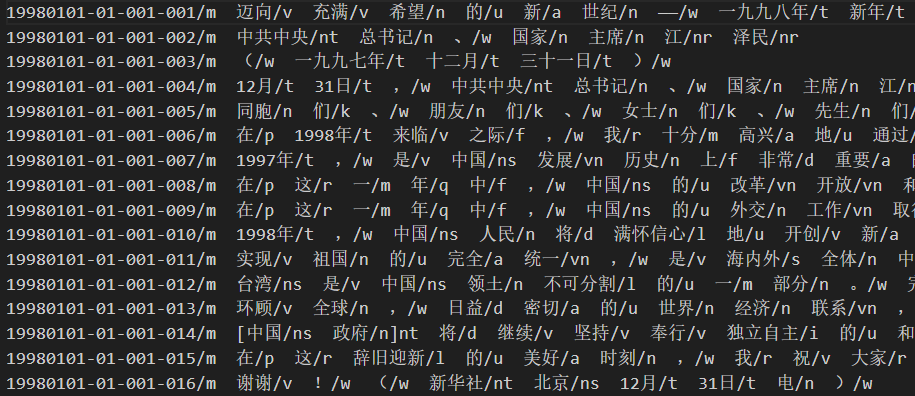 19980101-01-001-001/m 迈向/v 充满/v 希望/n 的/u 新/a 世纪/n ——/w 一九九八年/t 新年/t
19980101-01-001-002/m 中共中央/nt 总书记/n 、/w 国家/n 主席/n 江/nr 泽民/nr
19980101-01-001-003/m （/w 一九九七年/t 十二月/t 三十一日/t ）/w
19980101-01-001-004/m 12月/t 31日/t ，/w 中共中央/nt 总书记/n 、/w 国家/n 主席/n 江/n
19980101-01-001-005/m 同胞/n 们/k 、/w 朋友/n 们/k 、/w 女士/n 们/k 、/w 先生/n 们/
19980101-01-001-006/m 在/p 1998年/t 来临/v 之际/f ，/w 我/r 十分/m 高兴/a 地/u 通过/
19980101-01-001-007/m 1997年/t ，/w 是/v 中国/ns 发展/vn 历史/n 上/f 非常/d 重要/a
19980101-01-001-008/m 在/p 这/r 一/m 年/q 中/f ，/w 中国/ns 的/u 改革/vn 开放/vn 和
19980101-01-001-009/m 在/p 这/r 一/m 年/q 中/f ，/w 中国/ns 的/u 外交/n 工作/vn 取
19980101-01-001-010/m 1998年/t ，/w 中国/ns 人民/n 将/d 满怀信心/l 地/u 开创/v 新/a
19980101-01-001-011/m 实现/v 祖国/n 的/u 完全/a 统一/vn ，/w 是/v 海内外/s 全体/n 中
19980101-01-001-012/m 台湾/ns 是/v 中国/ns 领土/n 不可分割/l 的/u 一/m 部分/n 。/w
19980101-01-001-013/m 环顾/v 全球/n ，/w 日益/d 密切/a 的/u 世界/n 经济/n 联系/vn ，
19980101-01-001-014/m [中国/ns 政府/n]nt 将/d 继续/v 坚持/v 奉行/v 独立自主/i 的/u 和
19980101-01-001-015/m 在/p 这/r 辞旧迎新/l 的/u 美好/a 时刻/n ，/w 我/r 祝/v 大家/r
19980101-01-001-016/m 谢谢/v ！/w （/w 新华社/nt 北京/ns 12月/t 31日/t 电/n ）/w